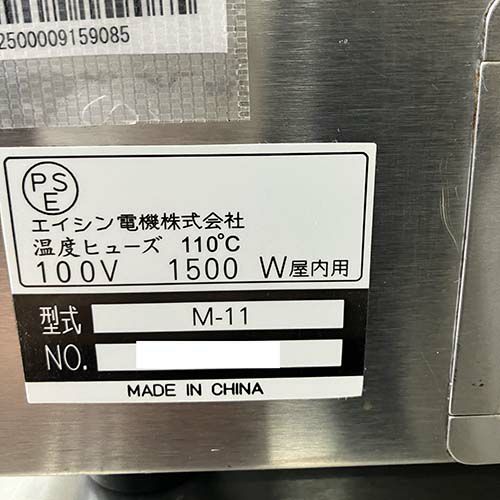 2500009159085
PS
E
エイシン電機株式会社
温度ヒューズ 110℃
100V 1500 W屋内用
型式 M-11
NO.
MADE IN CHINA